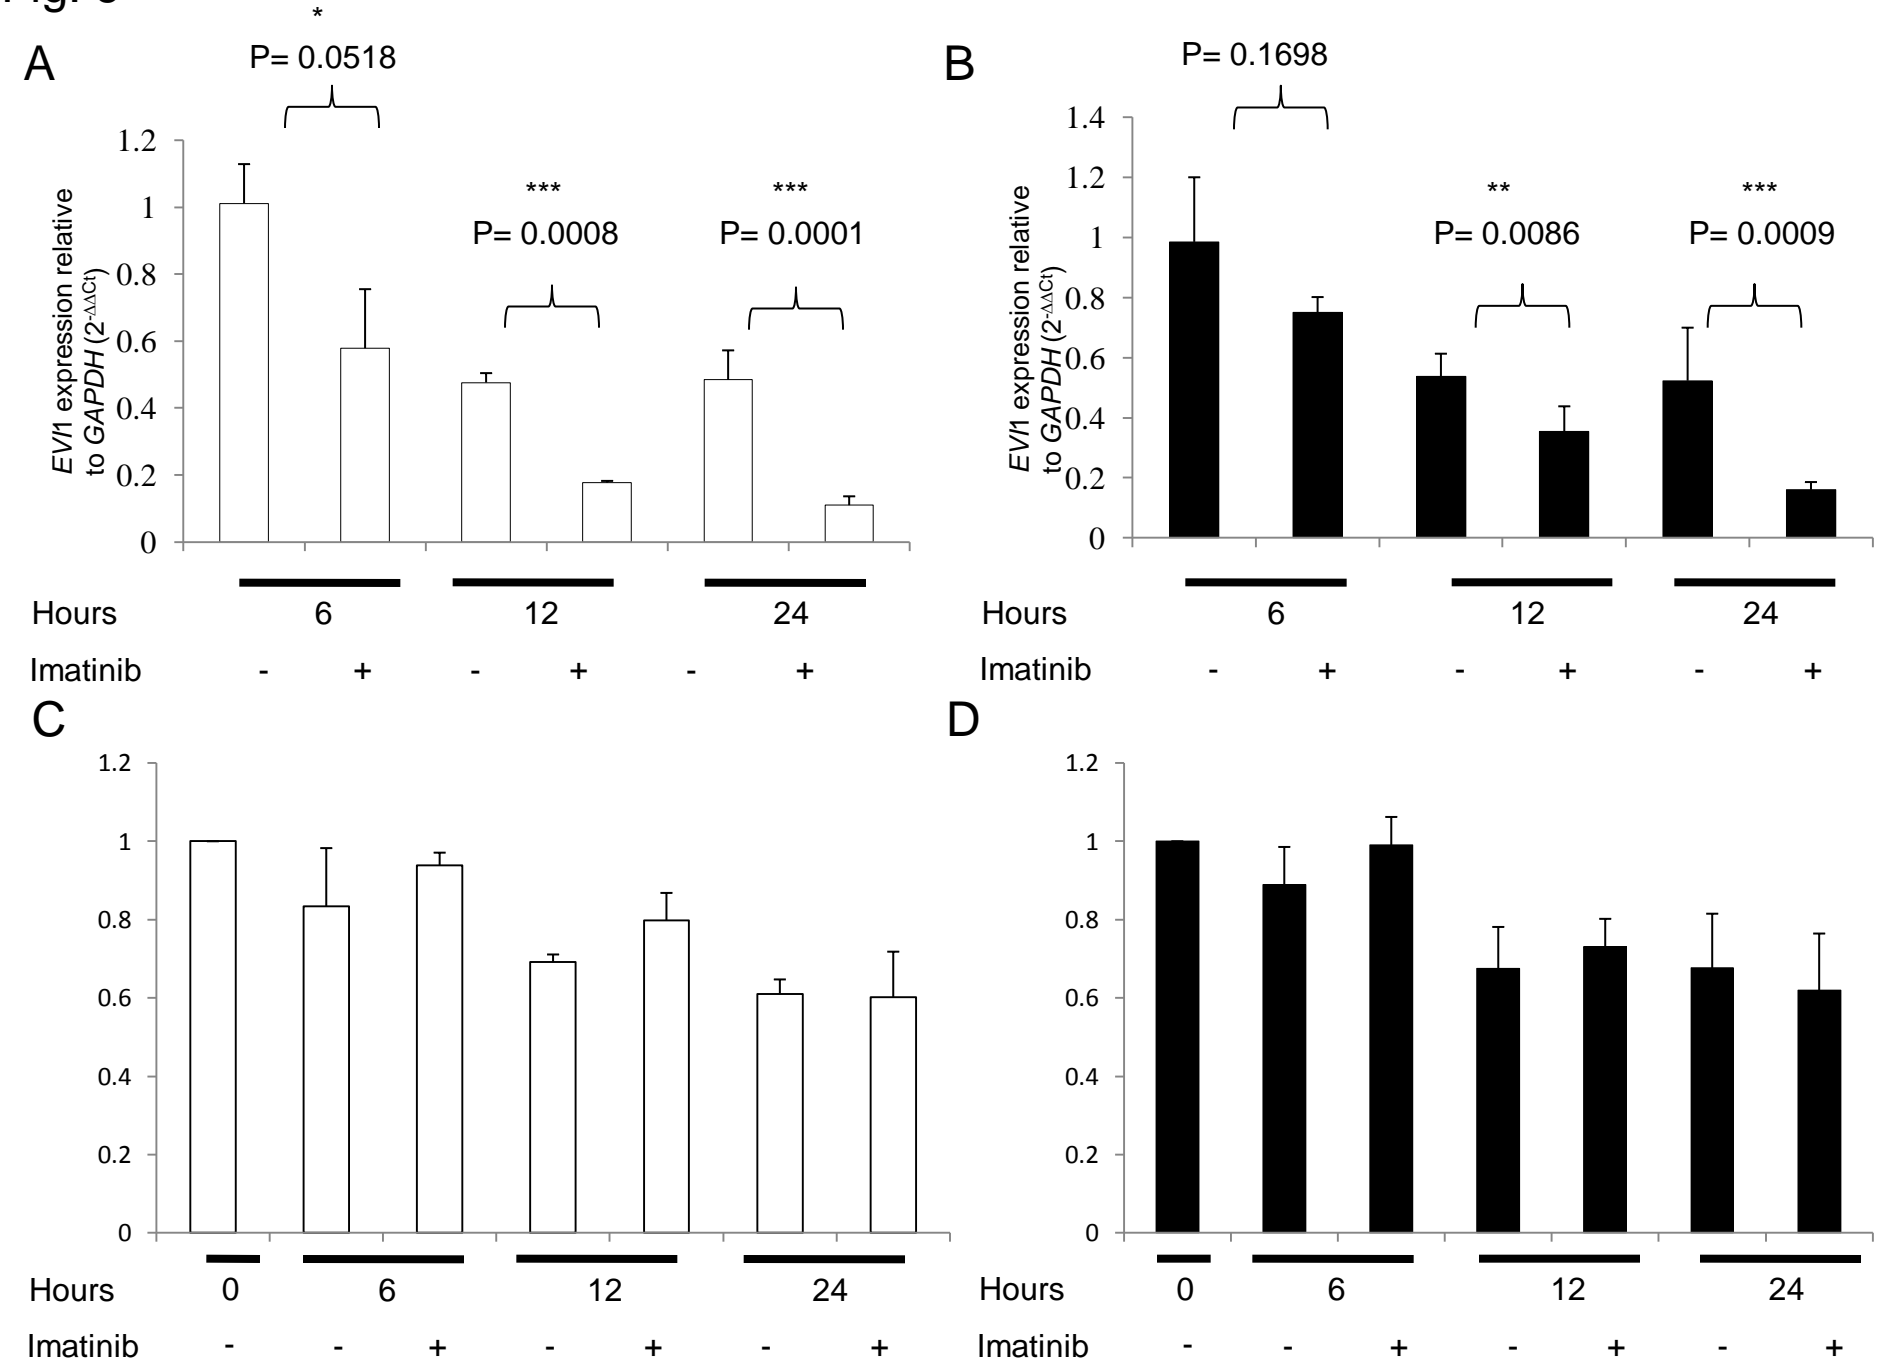 *
A
P= 0.0518
1.2
1
0.8
0.6
0.4
0.2
0
EVI1 expression relative
to GAPDH (2-ΔΔCt)
***
P= 0.0008
***
P= 0.0001
Hours 6 12 24
Imatinib - + - + - +
B
P= 0.1698
1.4
1.2
1
0.8
0.6
0.4
0.2
0
EVI1 expression relative
to GAPDH (2-ΔΔCt)
**
P= 0.0086
***
P= 0.0009
Hours 6 12 24
Imatinib - + - + - +
C
1.2
1
0.8
0.6
0.4
0.2
0
Hours 0 6 12 24
Imatinib - - + - + - +
D
1.2
1
0.8
0.6
0.4
0.2
0
Hours 0 6 12 24
Imatinib - - + - + - +